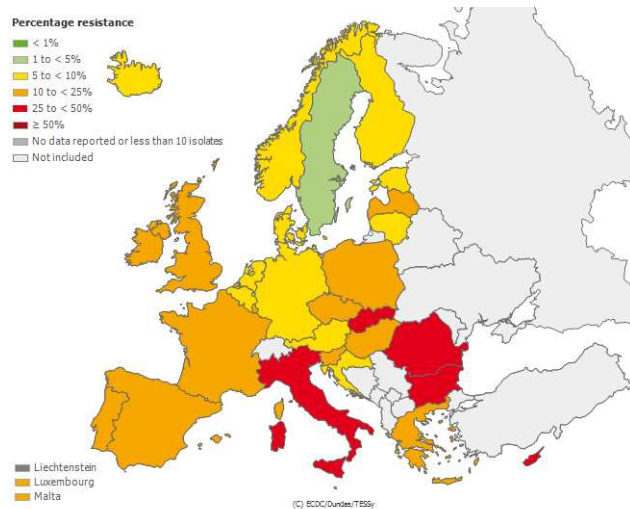 Percentage resistance
< 1%
1 to < 5%
5 to < 10%
10 to < 25%
25 to < 50%
≥ 50%
No data reported or less than 10 isolates
Not included
Liechtenstein
Luxembourg
Malta
(C) ECDC/Dundas/TESSy